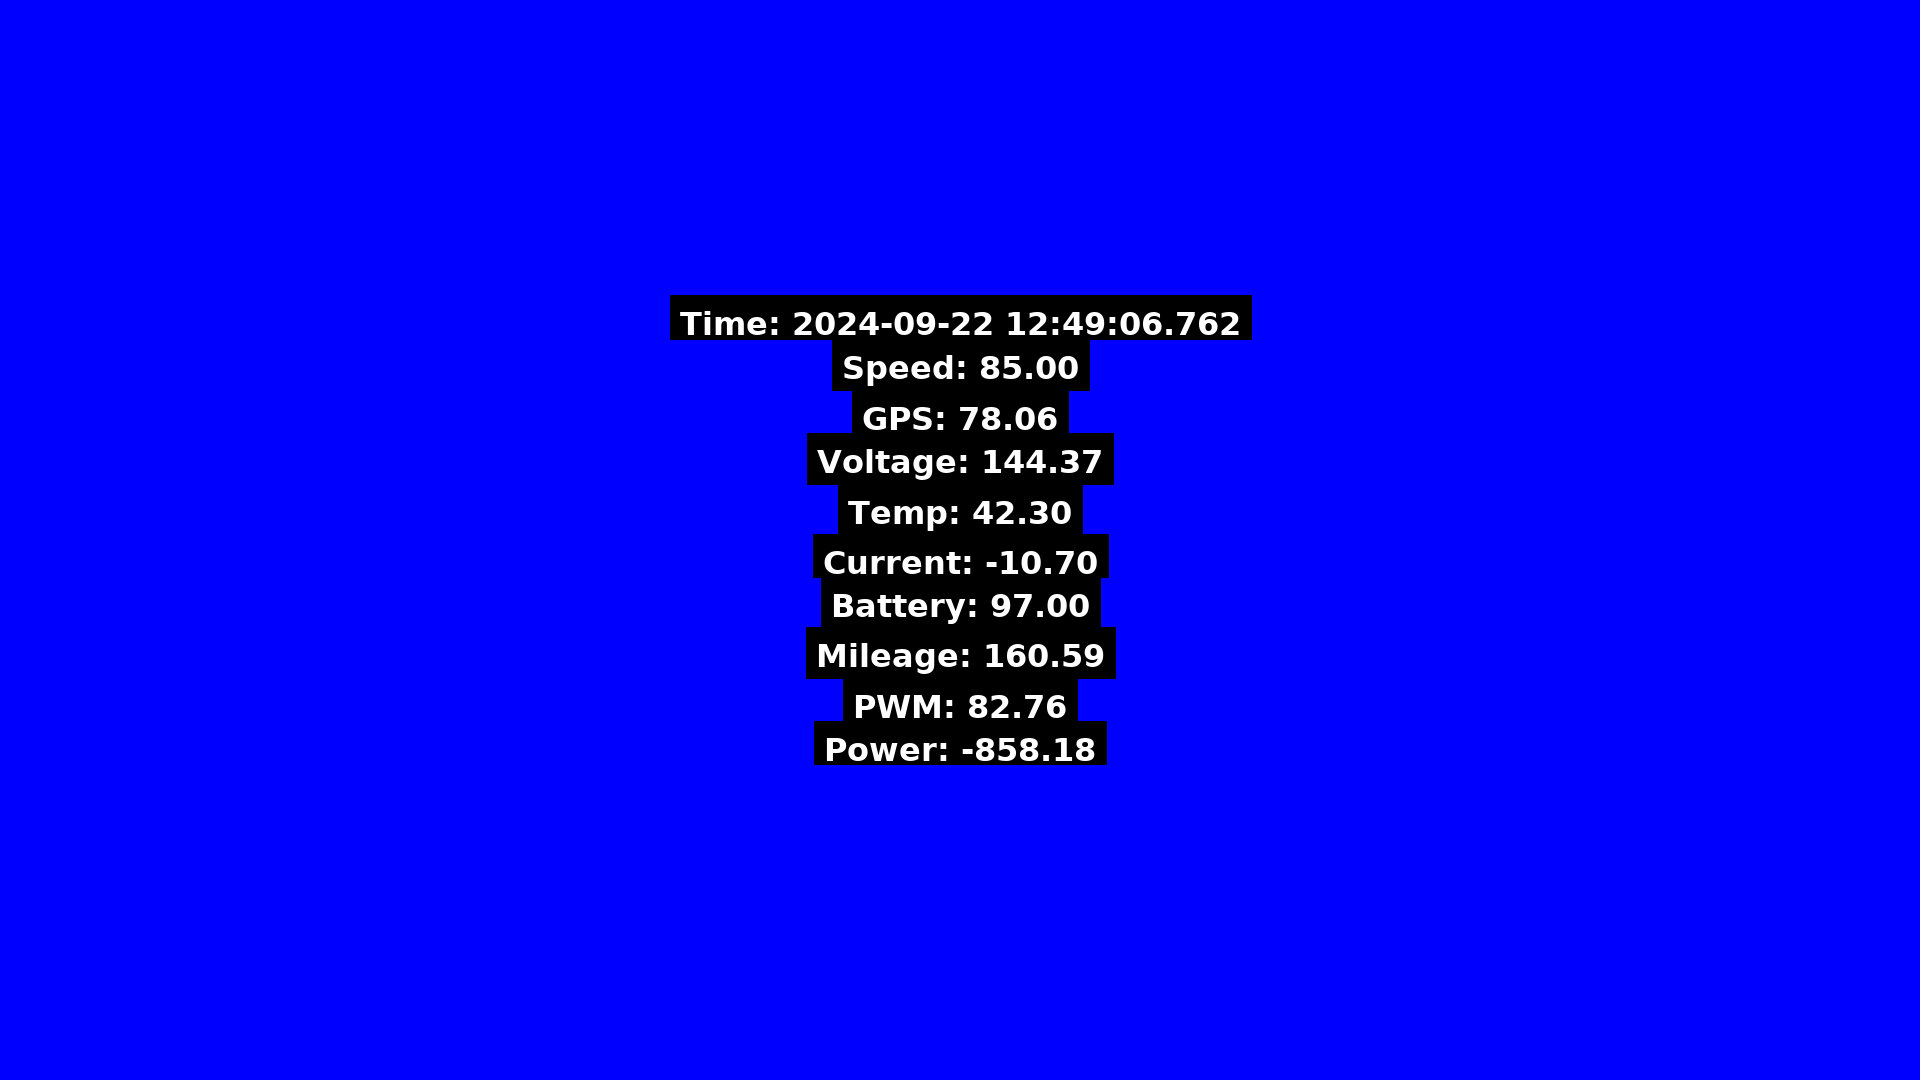 Time: 2024-09-22 12:49:06.762
Speed: 85.00
GPS: 78.06
Voltage: 144.37
Temp: 42.30
Current: -10.70
Battery: 97.00
Mileage: 160.59
PWM: 82.76
Power: -858.18